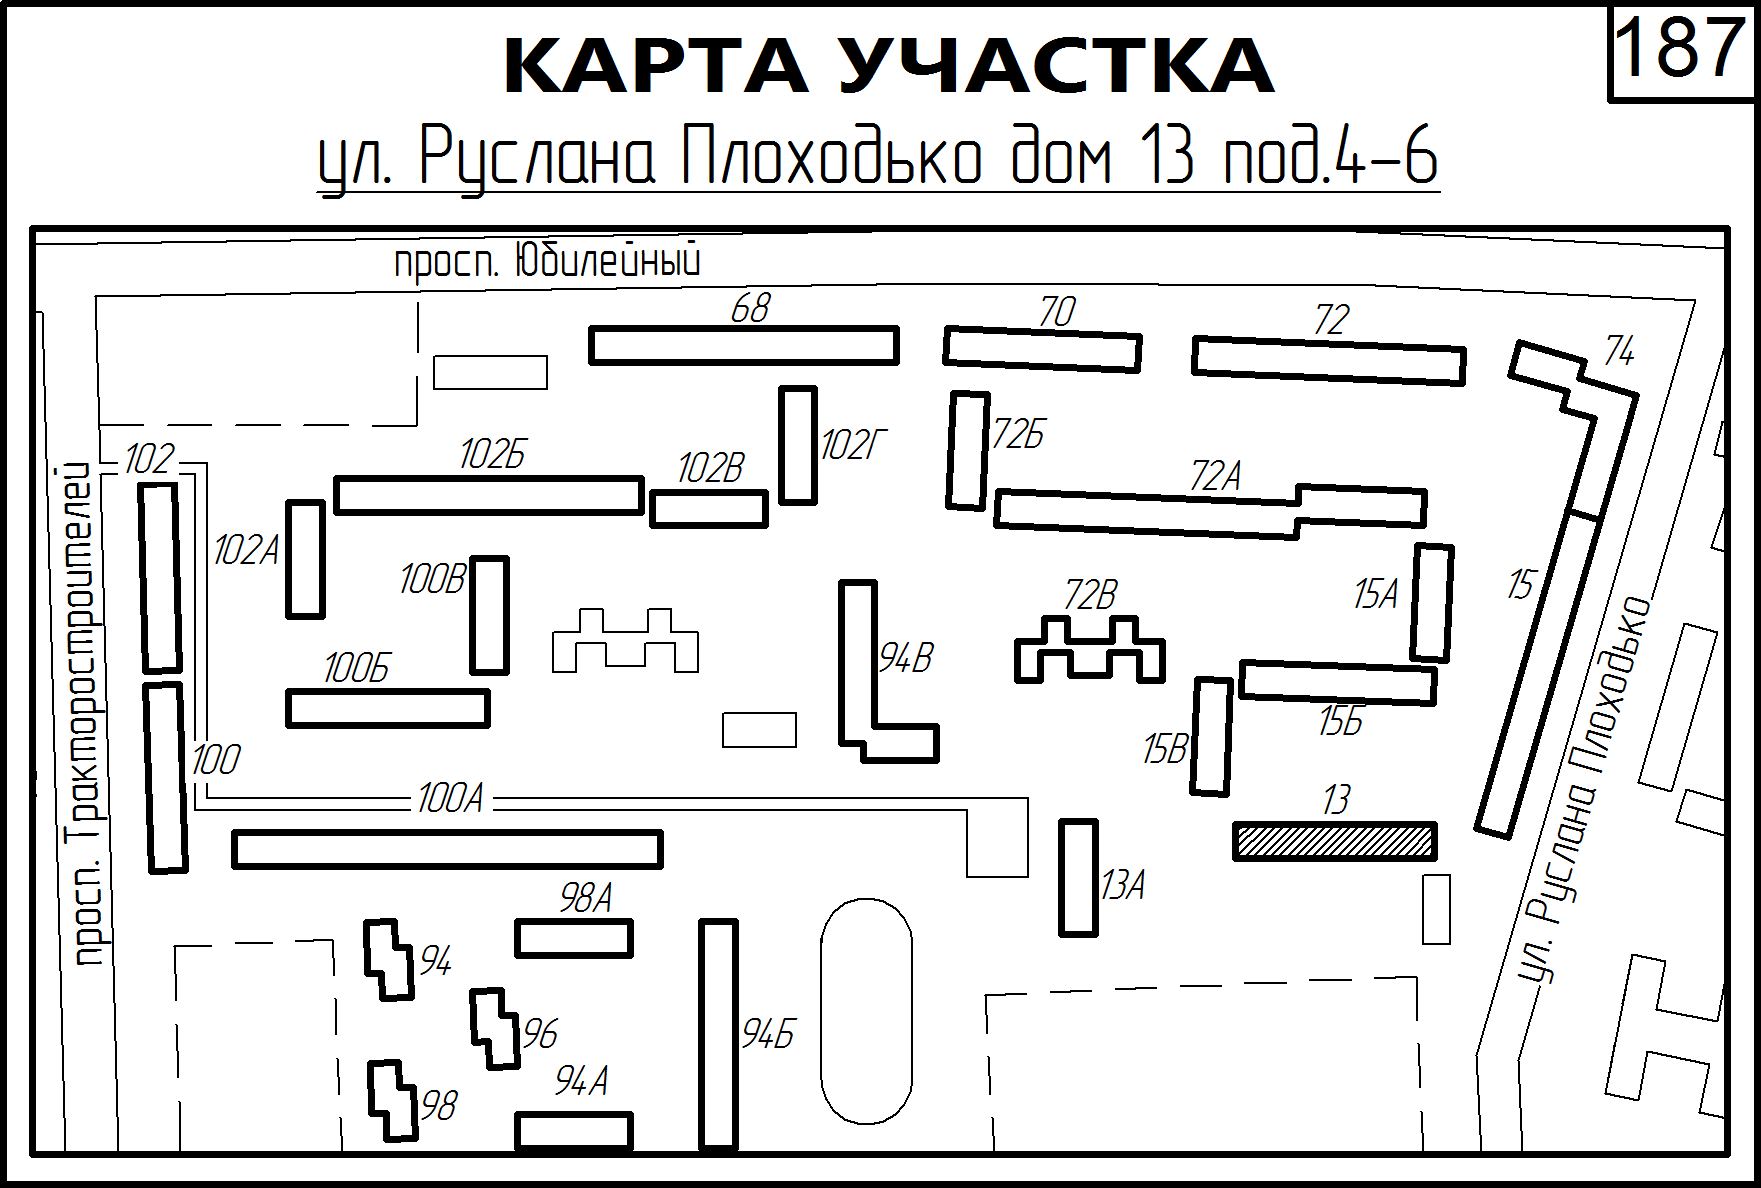 187
КАРТА УЧАСТКА
ул. Руслана Плоходько дом 13 под.4-6
просп. Юбилейный
68
70
72
74
102
102Б
102В
102Г
72Б
72А
102А
100В
100Б
94В
72В
15А
15
15Б
15В
100
100А
13
13А
98А
94
96
98
94А
94Б
просп. Тракторостроителей
ул. Руслана Плоходько